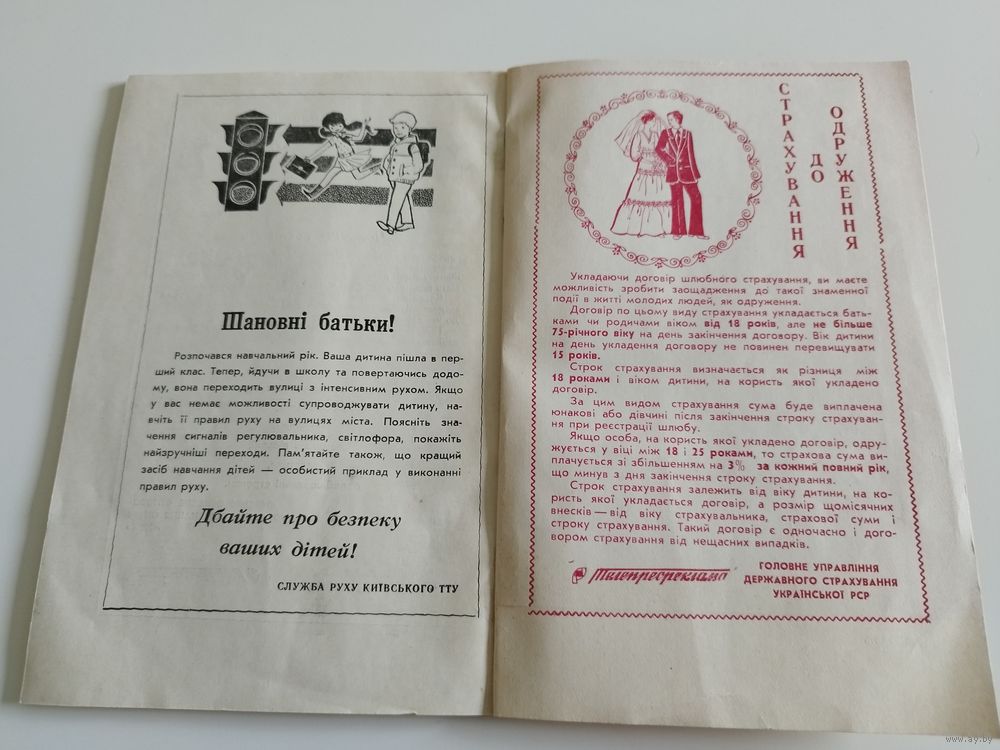 Шановні батьки!
Розпочався навчальний рік. Ваша дитина пішла в пер-
ший клас. Тепер, йдучи в школу та повертаючись додо-
му, вона переходить вулиці з інтенсивним рухом. Якщо
у вас немає можливості супроводжувати дитину, на-
вчіть її правил руху на вулицях міста. Поясніть зна-
чення сигналів регулювальника, світлофора, покажіть
найзручніші переходи. Пам'ятайте також, що кращий
засіб навчання дітей — особистий приклад у виконанні
правил руху.
Дбайте про безпеку
ваших дітей!
СЛУЖБА РУХУ КИЇВСЬКОГО ТТУ
СТРАХУВАННЯ
ДО
ОДРУЖЕННЯ
Укладаючи договір шлюбного страхування, ви маєте
можливість зробити заощадження до такої знаменної
події в житті молодих людей, як одруження.
Договір по цьому виду страхування укладається бать-
ками чи родичами віком від 18 років, але не більше
75-річного віку на день закінчення договору. Вік дитини
на день укладення договору не повинен перевищувати
15 років.
Строк страхування визначається як різниця між
18 роками і віком дитини, на користь якої укладено
договір.
За цим видом страхування сума буде виплачена
юнакові або дівчині після закінчення строку страхуван-
ня при реєстрації шлюбу.
Якщо особа, на користь якої укладено договір, одру-
жується у віці між 18 і 25 роками, то страхова сума ви-
плачується зі збільшенням на 3% за кожний повний рік,
що минув з дня закінчення строку страхування.
Строк страхування залежить від віку дитини, на ко-
ристь якої укладається договір, а розмір щомісячних
внесків — від віку страхувальника, страхової суми і
строку страхування. Такий договір є одночасно і дого-
вором страхування від нещасних випадків.
Телепресреклама
ГОЛОВНЕ УПРАВЛІННЯ
ДЕРЖАВНОГО СТРАХУВАННЯ
УКРАЇНСЬКОЇ РСР
www.ay.by